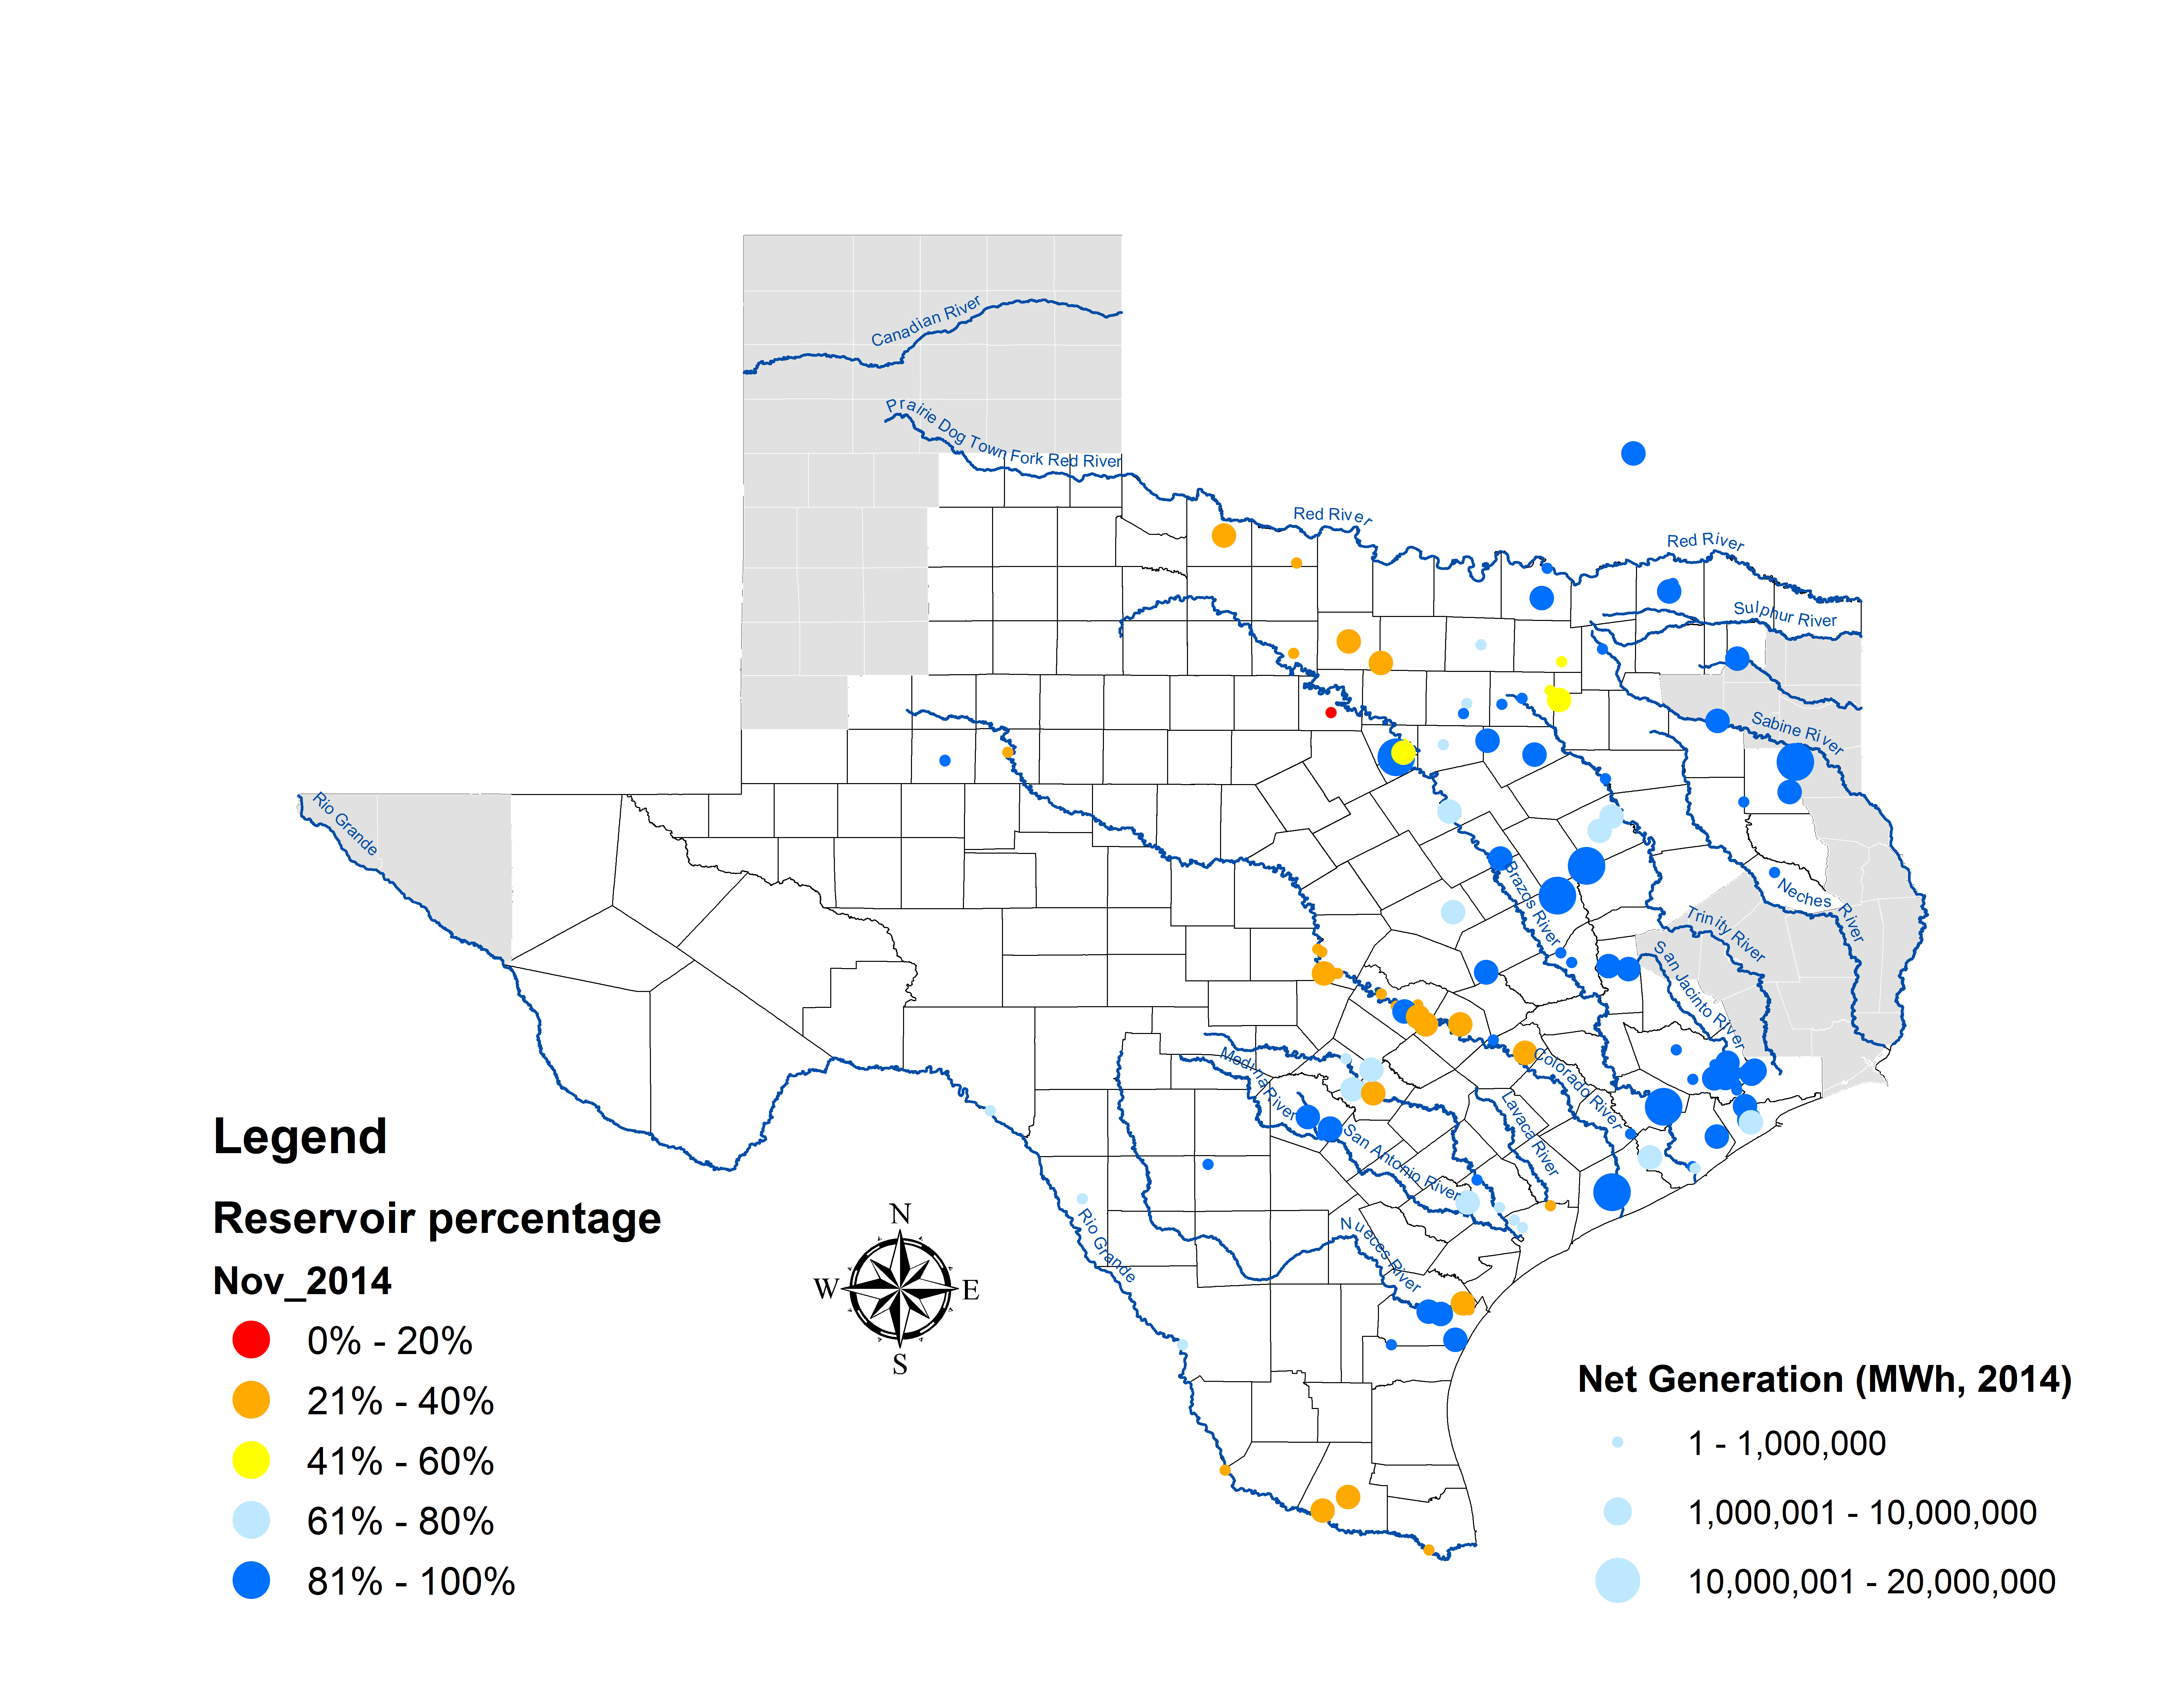 Canadian River
Prairie Dog Town Fork Red River
Red River
Red River
Sulphur River
Sabine River
Rio Grande
Brazos River
Neches River
Trinity River
San Jacinto River
Medina River
Colorado River
Lavaca River
San Antonio River
Nueces River
Rio Grande
Legend
Reservoir percentage
Nov_2014
0% - 20%
21% - 40%
41% - 60%
61% - 80%
81% - 100%
N
W
E
S
Net Generation (MWh, 2014)
1 - 1,000,000
1,000,001 - 10,000,000
10,000,001 - 20,000,000